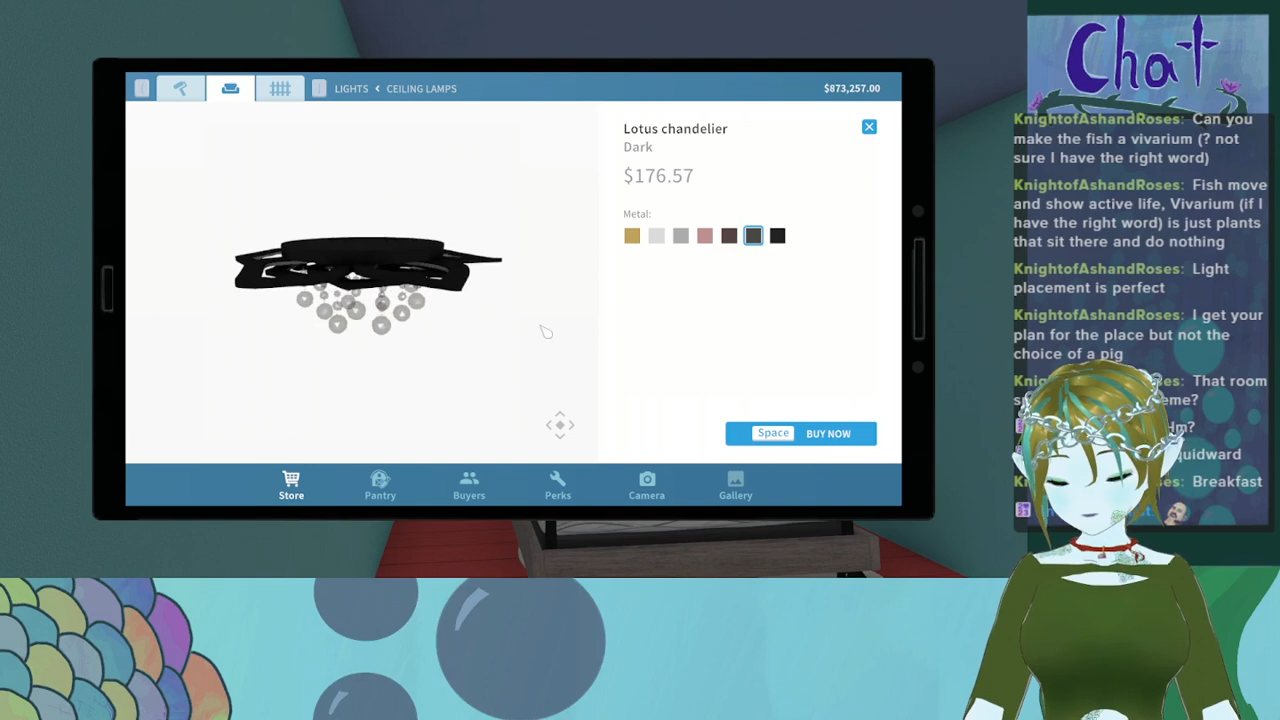 LIGHTS < CEILING LAMPS
$873,257.00
Lotus chandelier
Dark
$176.57
Metal:
Space BUY NOW
Store
Pantry
Buyers
Perks
Camera
Gallery
Chat
KnightofAshandRoses: Can you
make the fish a vivarium (? not
sure I have the right word)
KnightofAshandRoses: Fish move
and show active life, Vivarium (if I
have the right word) is just plants
that sit there and do nothing
KnightofAshandRoses: Light
placement is perfect
KnightofAshandRoses: I get your
plan for the place but not the
choice of a pig
That room
Breakfast